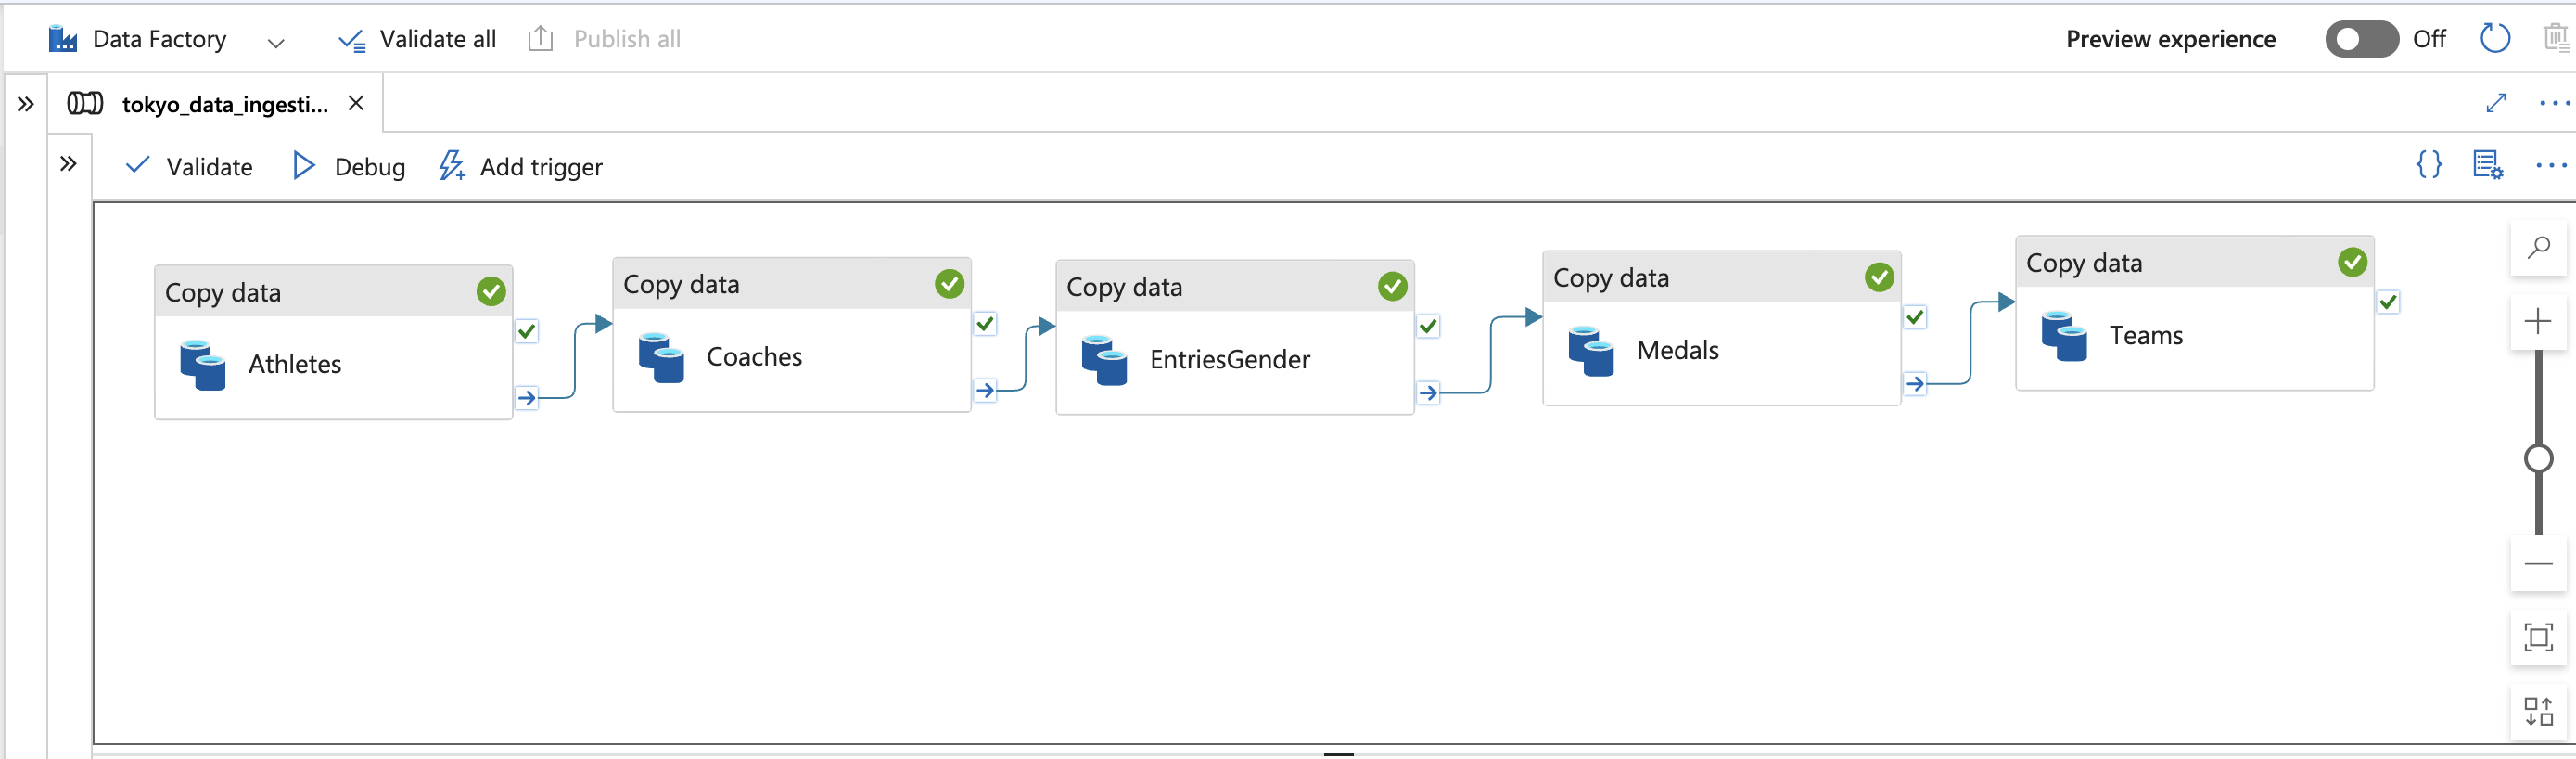 Data Factory
Validate all
Publish all
Preview experience
Off
tokyo_data_ingesti...
Validate
Debug
Add trigger
Copy data
Athletes
Copy data
Coaches
Copy data
EntriesGender
Copy data
Medals
Copy data
Teams